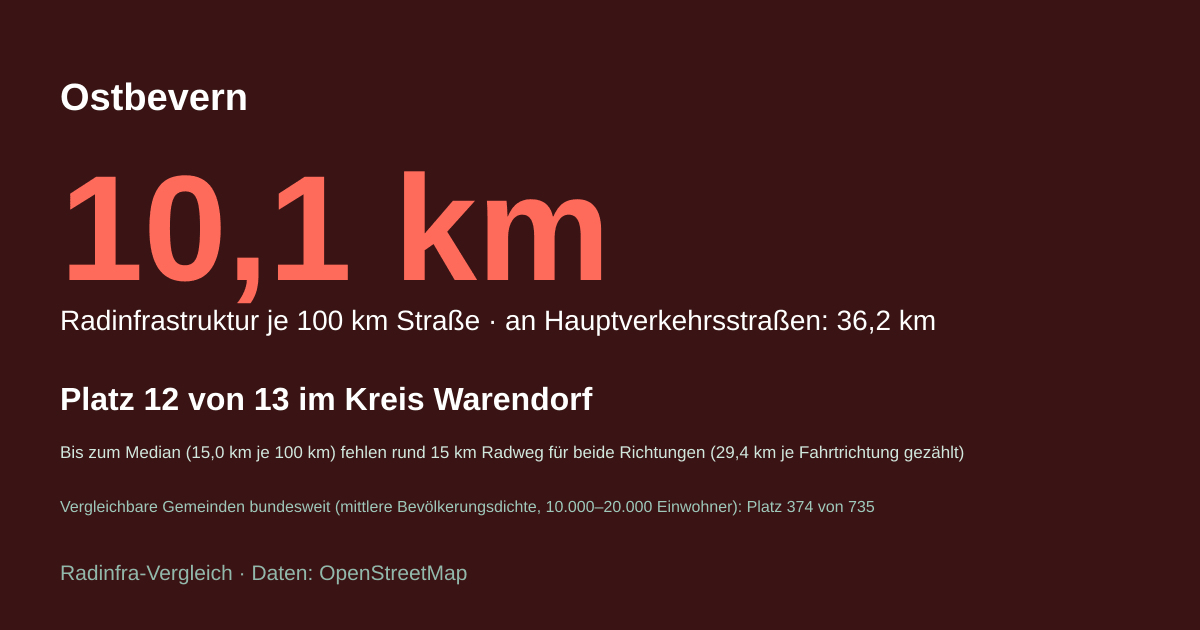 Ostbevern
10,1 km
Radinfrastruktur je 100 km Straße · an Hauptverkehrsstraßen: 36,2 km
Platz 12 von 13 im Kreis Warendorf
Bis zum Median (15,0 km je 100 km) fehlen rund 15 km Radweg für beide Richtungen (29,4 km je Fahrtrichtung gezählt)
Vergleichbare Gemeinden bundesweit (mittlere Bevölkerungsdichte, 10.000–20.000 Einwohner): Platz 374 von 735
Radinfra-Vergleich · Daten: OpenStreetMap